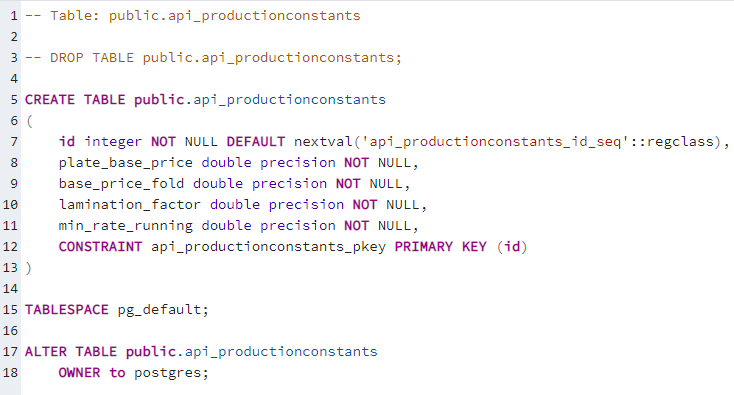 1 -- Table: public.api_productionconstants
2
3 -- DROP TABLE public.api_productionconstants;
4
5 CREATE TABLE public.api_productionconstants
6 (
7     id integer NOT NULL DEFAULT nextval('api_productionconstants_id_seq'::regclass),
8     plate_base_price double precision NOT NULL,
9     base_price_fold double precision NOT NULL,
10     lamination_factor double precision NOT NULL,
11     min_rate_running double precision NOT NULL,
12     CONSTRAINT api_productionconstants_pkey PRIMARY KEY (id)
13 )
14
15 TABLESPACE pg_default;
16
17 ALTER TABLE public.api_productionconstants
18     OWNER to postgres;